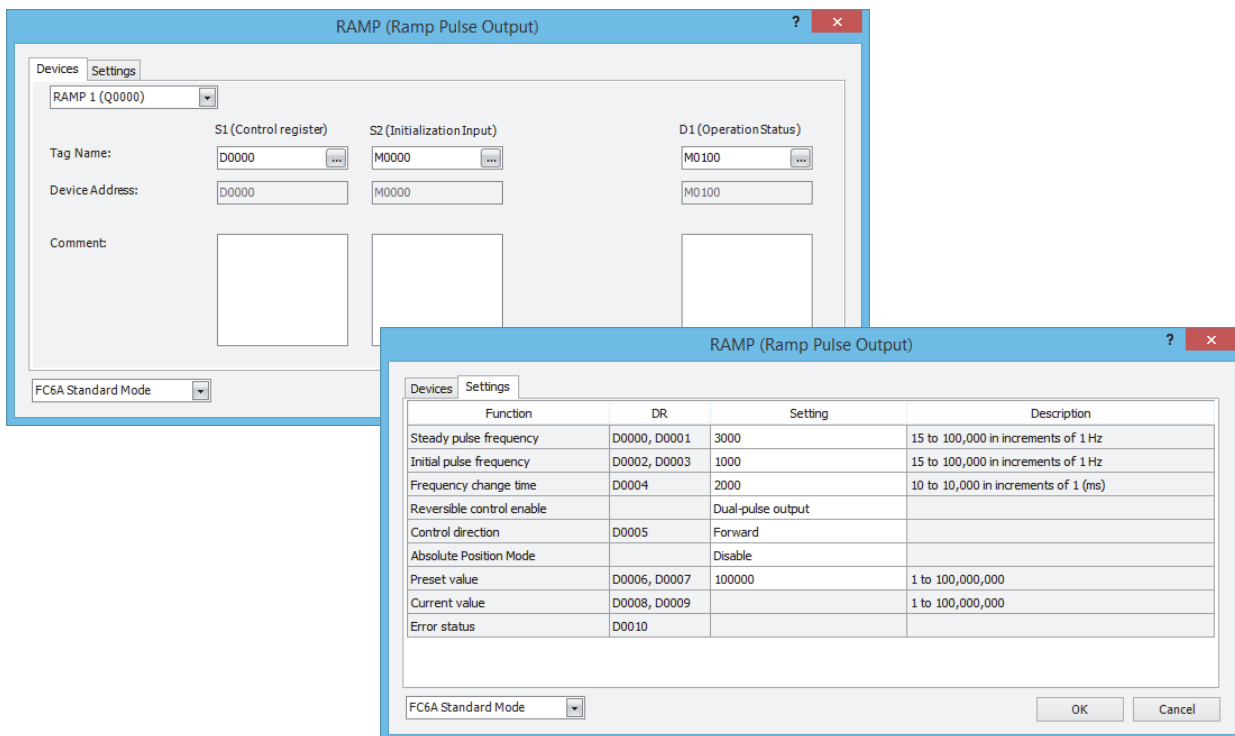 RAMP (Ramp Pulse Output) ? ×
Devices Settings
RAMP 1 (Q0000)
S1 (Control register) S2 (Initialization Input) D1 (Operation Status)
Tag Name: D0000 ... M0000 ... M0100 ...
Device Address: D0000 M0000 M0100
Comment:
FC6A Standard Mode
RAMP (Ramp Pulse Output) ? ×
Devices Settings
Function DR Setting Description
Steady pulse frequency D0000, D0001 3000 15 to 100,000 in increments of 1 Hz
Initial pulse frequency D0002, D0003 1000 15 to 100,000 in increments of 1 Hz
Frequency change time D0004 2000 10 to 10,000 in increments of 1 (ms)
Reversible control enable Dual-pulse output
Control direction D0005 Forward
Absolute Position Mode Disable
Preset value D0006, D0007 100000 1 to 100,000,000
Current value D0008, D0009 1 to 100,000,000
Error status D0010
FC6A Standard Mode OK Cancel